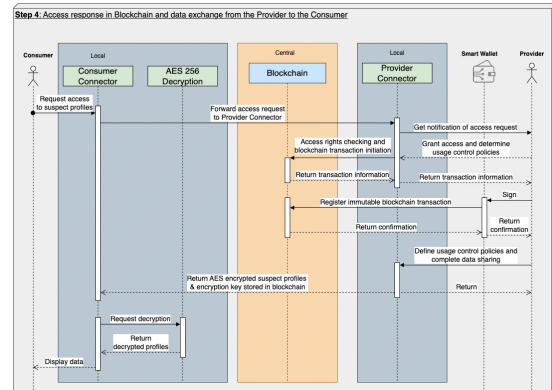 Step 4: Access response in Blockchain and data exchange from the Provider to the Consumer
Consumer
Local
Central
Local
Smart Wallet
Provider
Consumer
Connector
AES 256
Decryption
Blockchain
Provider
Connector
Request access
to suspect profiles
Forward access request
to Provider Connector
Get notification of access request
Grant access and determine
usage control policies
Access rights checking and
blockchain transaction initiation
Return transaction information
Return transaction information
Sign
Register immutable blockchain transaction
Return
confirmation
Return confirmation
Define usage control policies and
complete data sharing
Return AES encrypted suspect profiles
& encryption key stored in blockchain
Return
Request decryption
Return
decrypted profiles
Display data